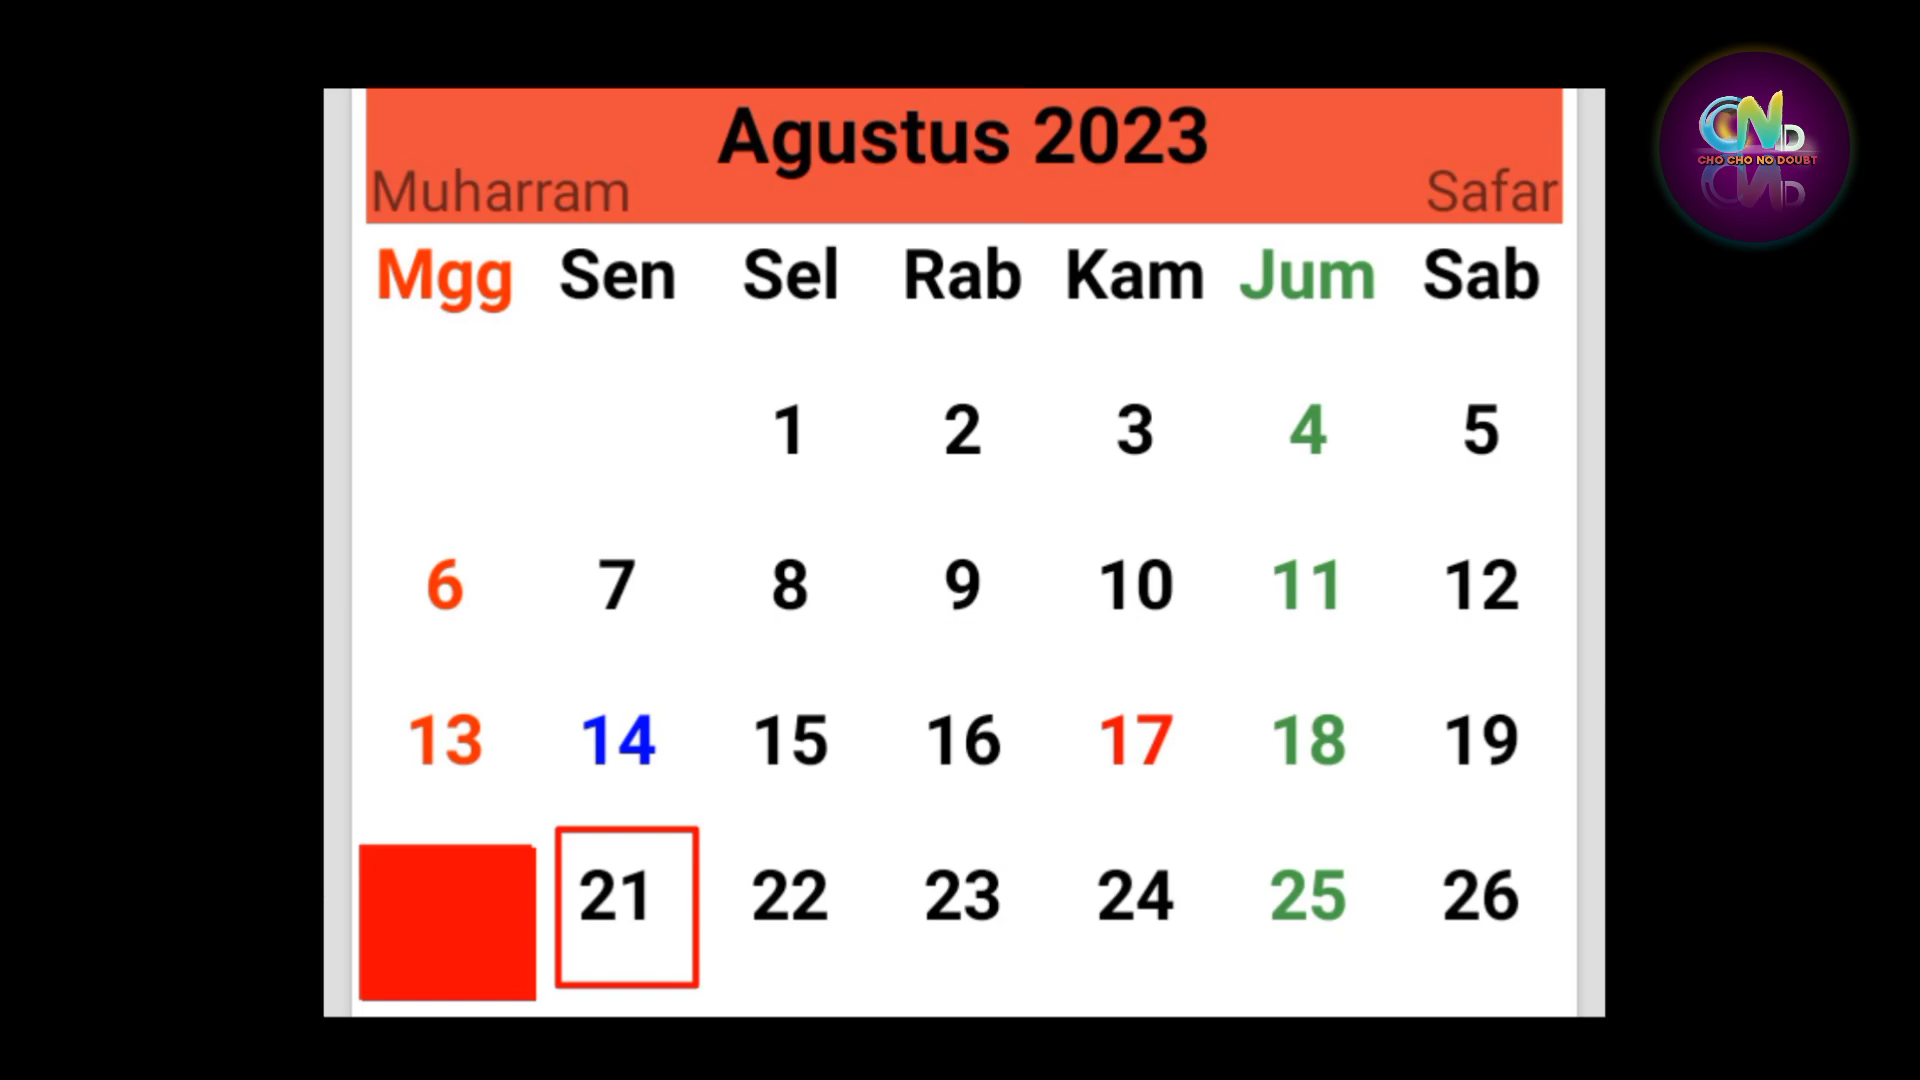 Agustus 2023
Muharram Safar
Mgg Sen Sel Rab Kam Jum Sab
1 2 3 4 5
6 7 8 9 10 11 12
13 14 15 16 17 18 19
21 22 23 24 25 26
CND
CHO CHO NO DOUBT